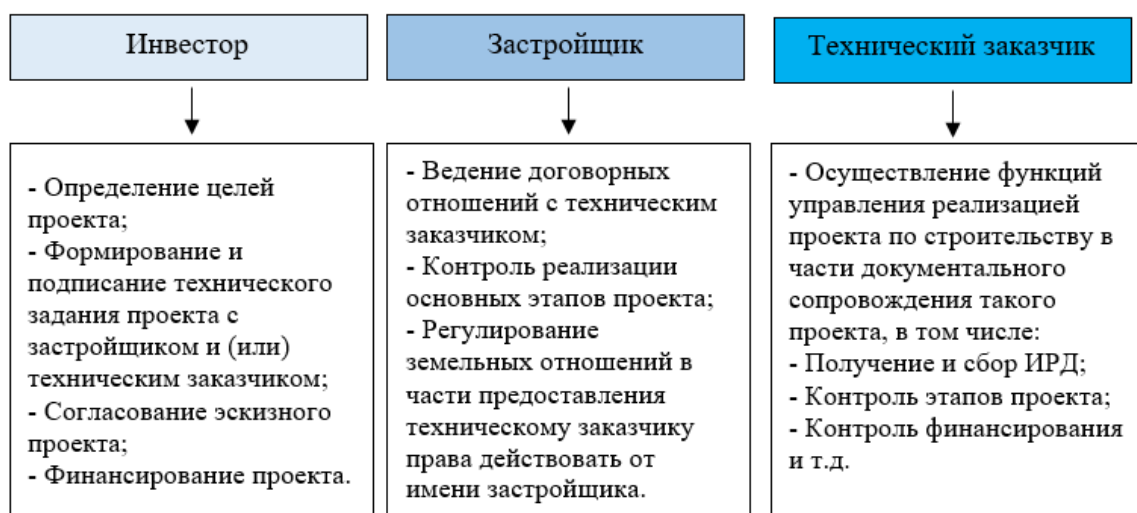 Инвестор
Застройщик
Технический заказчик
- Определение целей
проекта;
- Формирование и
подписание технического
задания проекта с
застройщиком и (или)
техническим заказчиком;
- Согласование эскизного
проекта;
- Финансирование проекта.
- Ведение договорных
отношений с техническим
заказчиком;
- Контроль реализации
основных этапов проекта;
- Регулирование
земельных отношений в
части предоставления
техническому заказчику
права действовать от
имени застройщика.
- Осуществление функций
управления реализацией
проекта по строительству в
части документального
сопровождения такого
проекта, в том числе:
- Получение и сбор ИРД;
- Контроль этапов проекта;
- Контроль финансирования
и т.д.